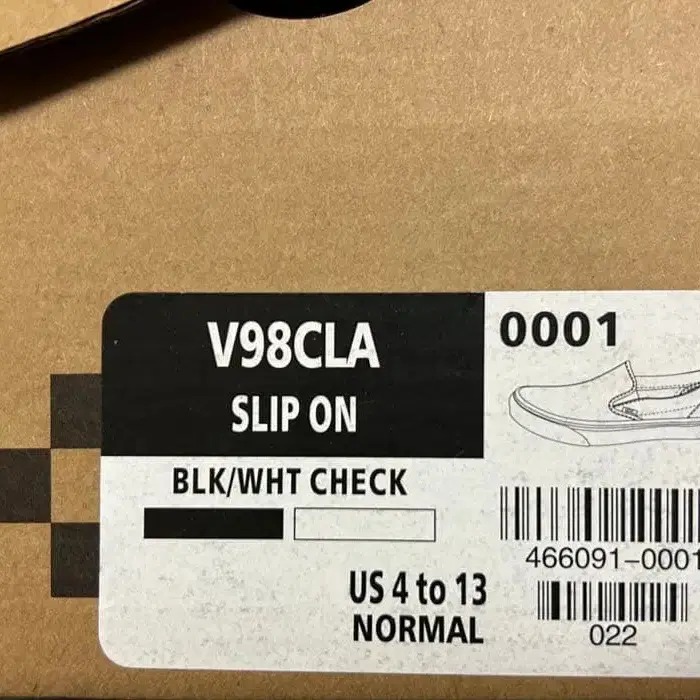 V98CLA
SLIP ON
0001
BLK/WHT CHECK
466091-0001
US 4 to 13
NORMAL
022